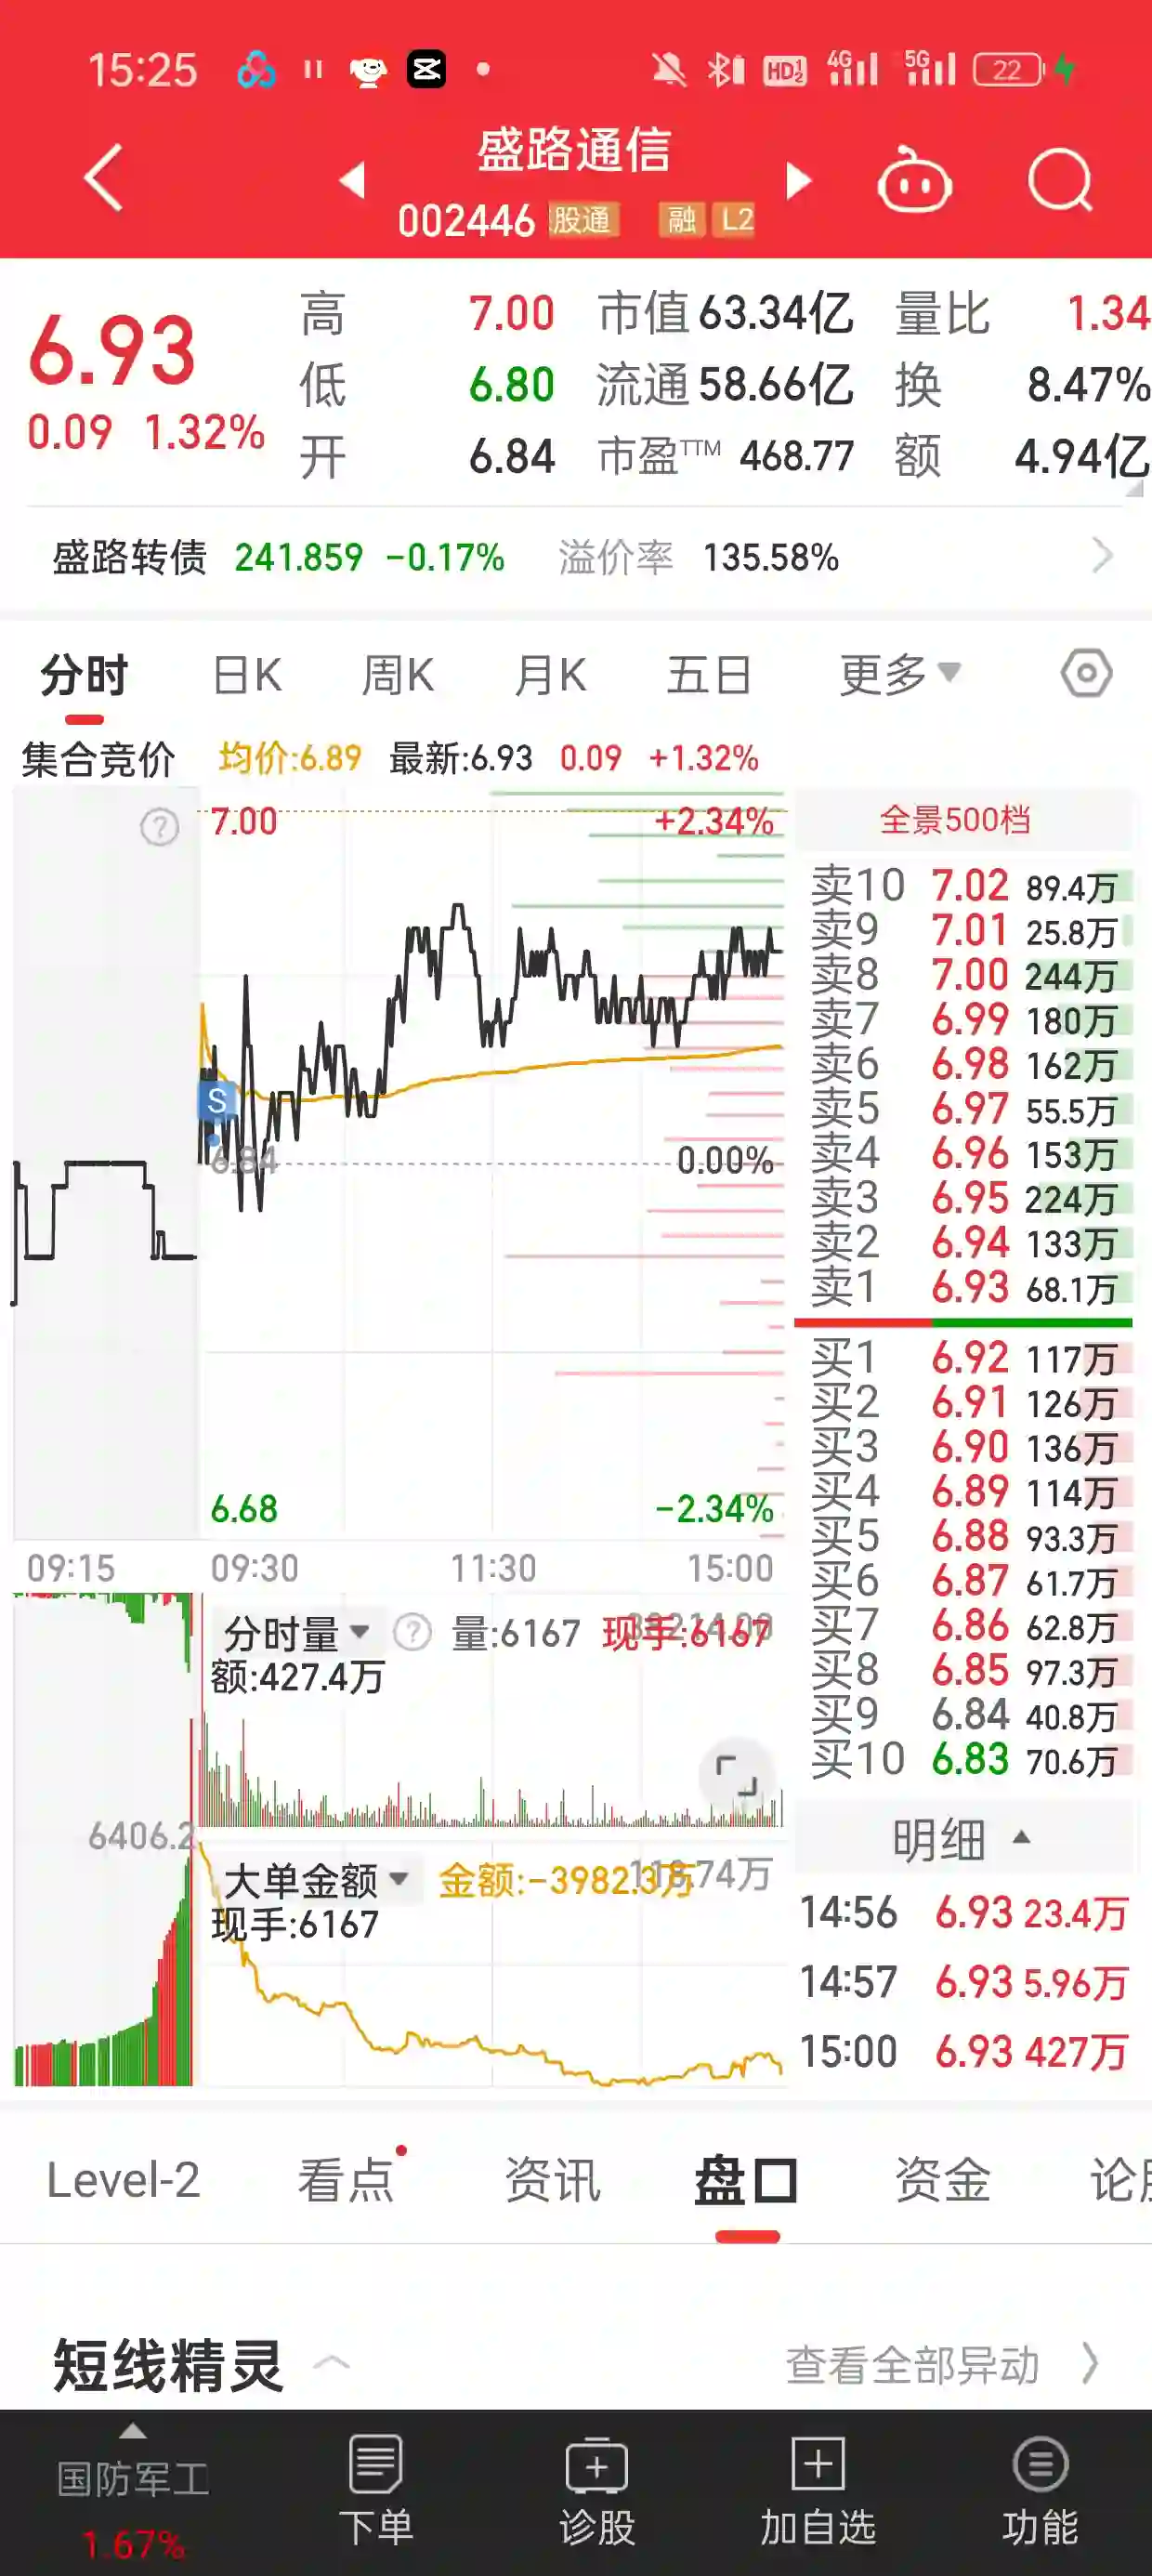 15:25 HD1 2 4G 5G 22
盛路通信
002446 股通 融 L2
6.93
0.09 1.32%
高 7.00 市值 63.34亿 量比 1.34
低 6.80 流通 58.66亿 换 8.47%
开 6.84 市盈TTM 468.77 额 4.94亿
盛路转债 241.859 -0.17% 溢价率 135.58%
分时 日K 周K 月K 五日 更多
集合竞价 均价:6.89 最新:6.93 0.09 +1.32%
7.00 +2.34%
S
6.84 0.00%
6.68 -2.34%
09:15 09:30 11:30 15:00
全景500档
卖10 7.02 89.4万
卖9 7.01 25.8万
卖8 7.00 244万
卖7 6.99 180万
卖6 6.98 162万
卖5 6.97 55.5万
卖4 6.96 153万
卖3 6.95 224万
卖2 6.94 133万
卖1 6.93 68.1万
买1 6.92 117万
买2 6.91 126万
买3 6.90 136万
买4 6.89 114万
买5 6.88 93.3万
买6 6.87 61.7万
买7 6.86 62.8万
买8 6.85 97.3万
买9 6.84 40.8万
买10 6.83 70.6万
分时量 ? 量:6167 现手:6167
额:427.4万
6406.2
大单金额 金额:-3982.3万
现手:6167
明细
14:56 6.93 23.4万
14:57 6.93 5.96万
15:00 6.93 427万
Level-2 看点 资讯 盘口 资金 论
短线精灵 查看全部异动
国防军工 下单 诊股 加自选 功能
1.67%